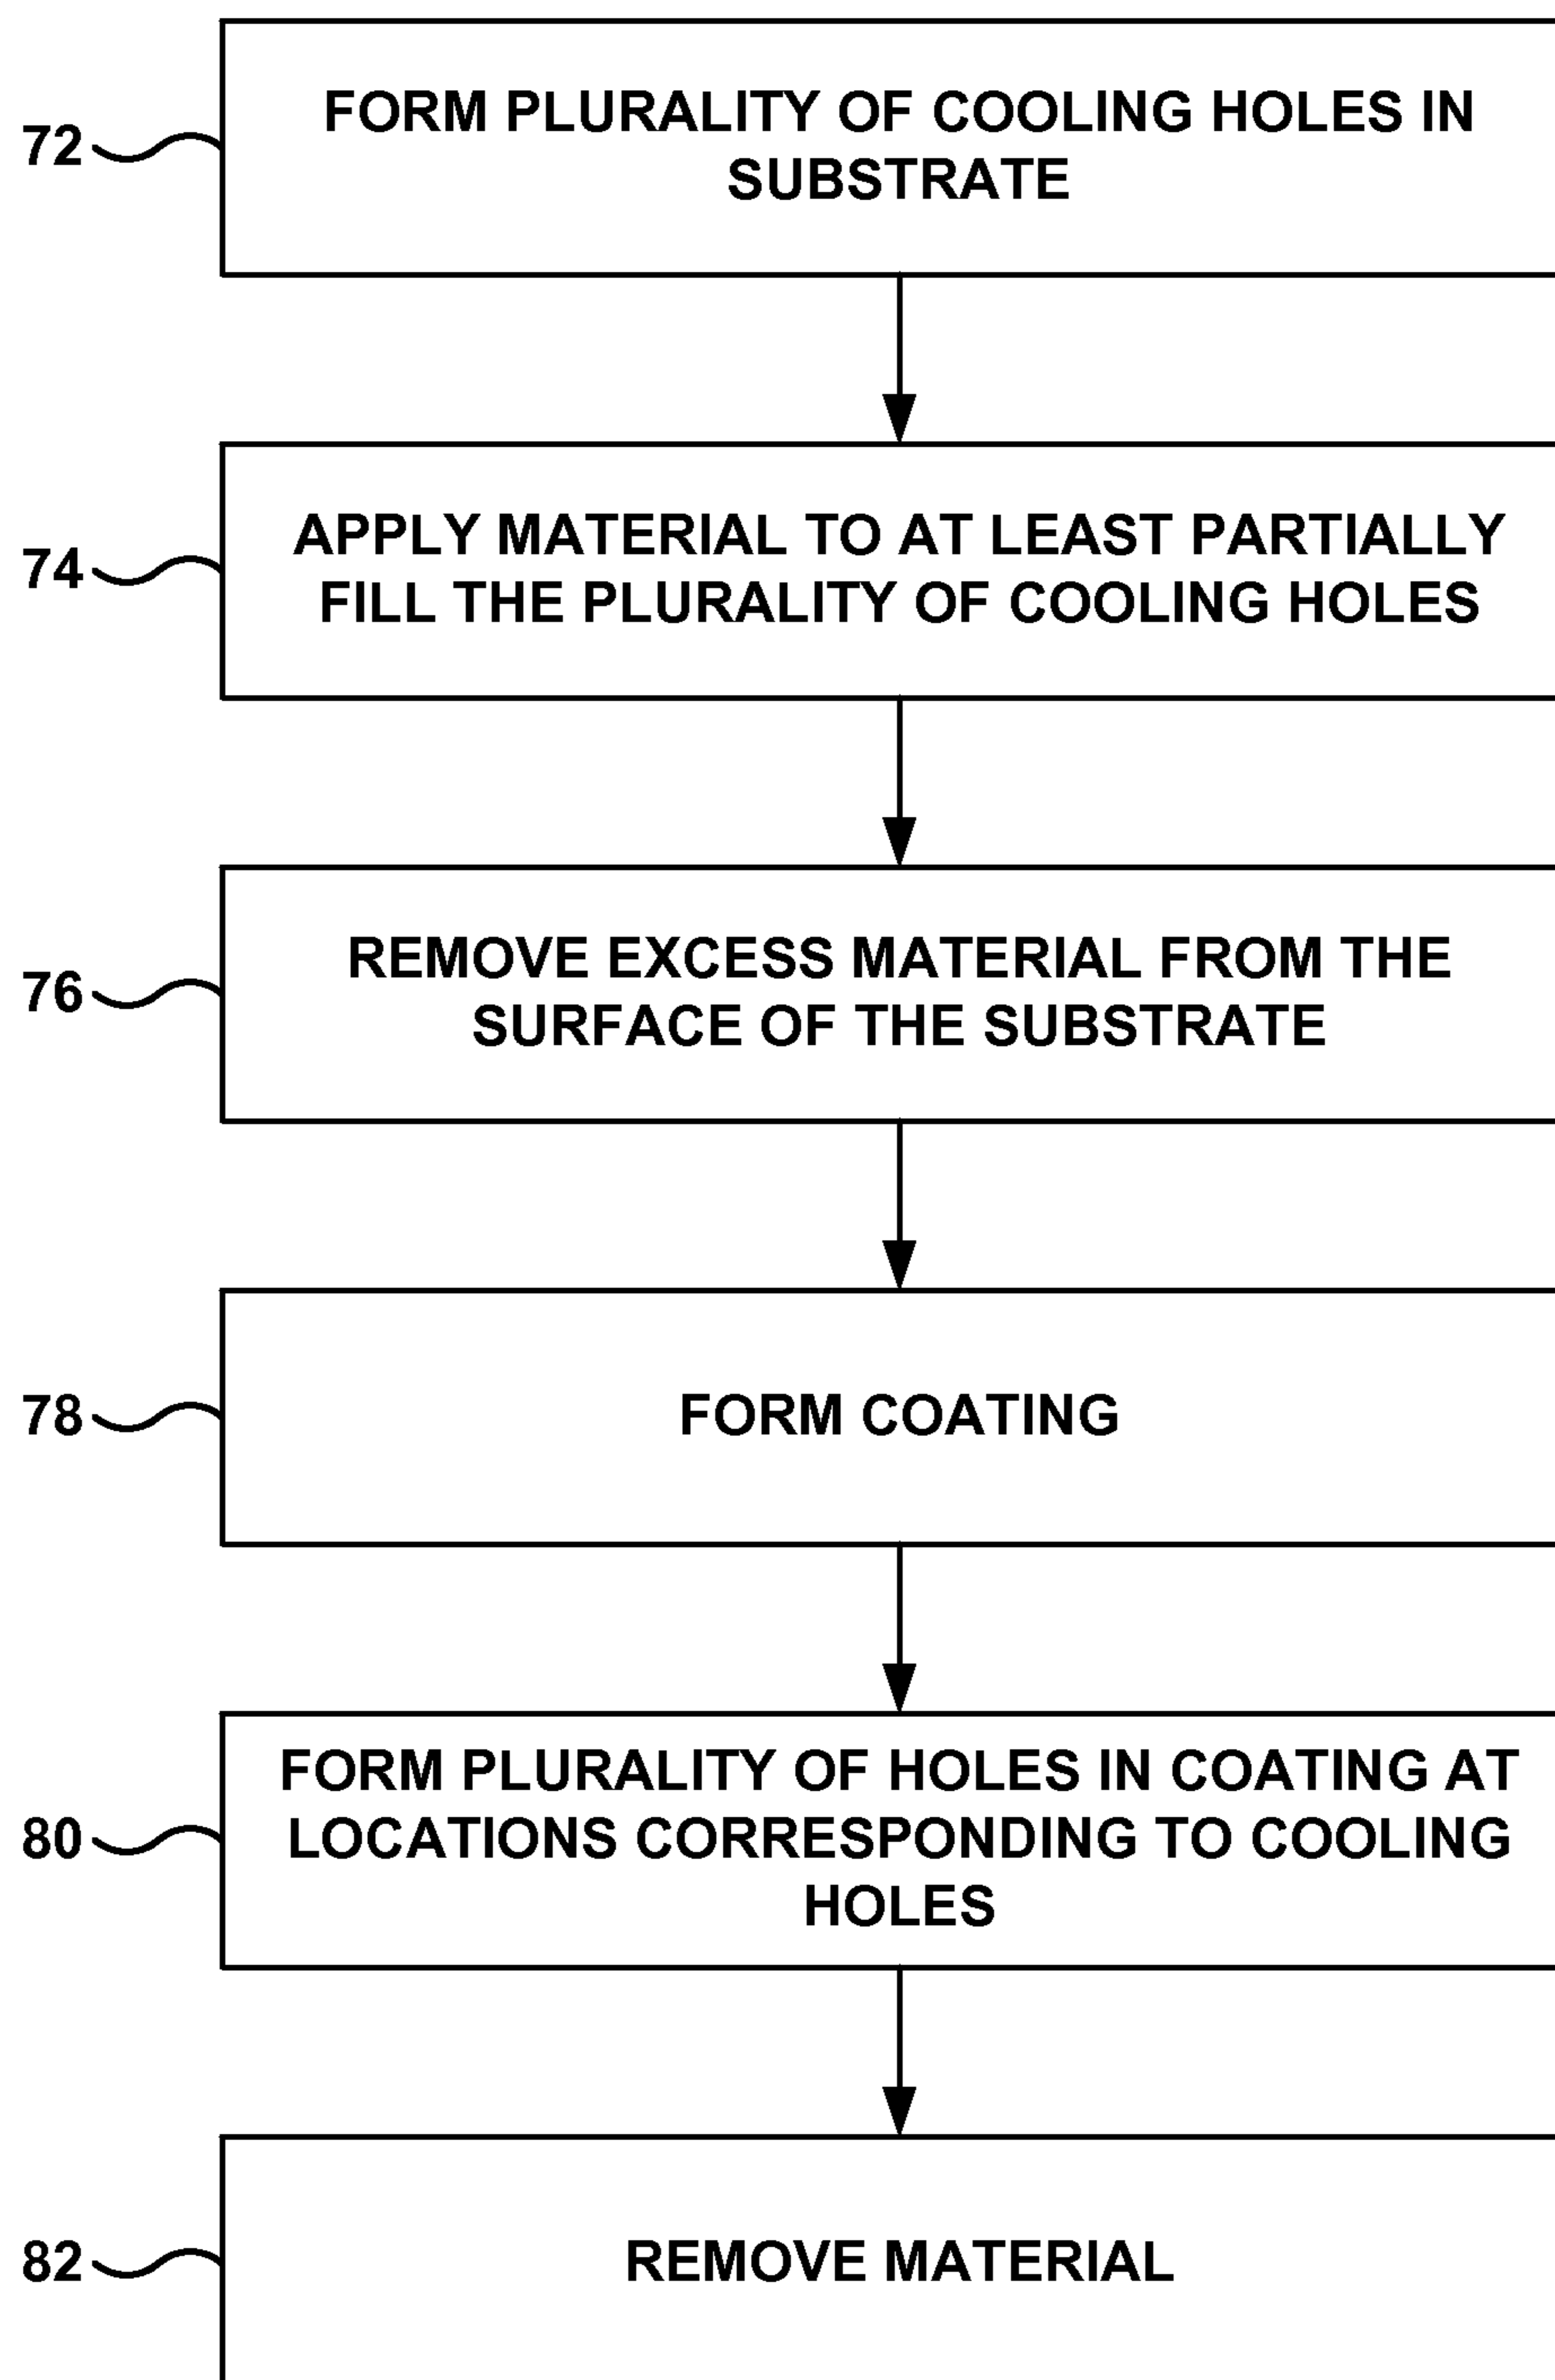 FORM PLURALITY OF COOLING HOLES IN
SUBSTRATE
72
APPLY MATERIAL TO AT LEAST PARTIALLY
FILL THE PLURALITY OF COOLING HOLES
74
REMOVE EXCESS MATERIAL FROM THE
SURFACE OF THE SUBSTRATE
76
FORM COATING
78
FORM PLURALITY OF HOLES IN COATING AT
LOCATIONS CORRESPONDING TO COOLING
HOLES
80
REMOVE MATERIAL
82